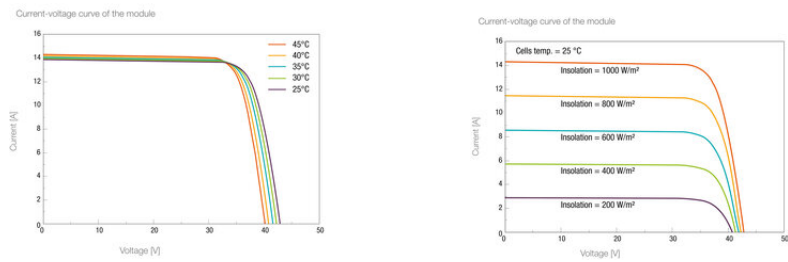 Current-voltage curve of the module
16
14
12
10
8
6
4
2
0
0
10
20
30
40
50
Current [A]
Voltage [V]
45°C
40°C
35°C
30°C
25°C
Current-voltage curve of the module
16
14
12
10
8
6
4
2
0
0
10
20
30
40
50
Current [A]
Voltage [V]
Cells temp. = 25 °C
Insolation = 1000 W/m²
Insolation = 800 W/m²
Insolation = 600 W/m²
Insolation = 400 W/m²
Insolation = 200 W/m²